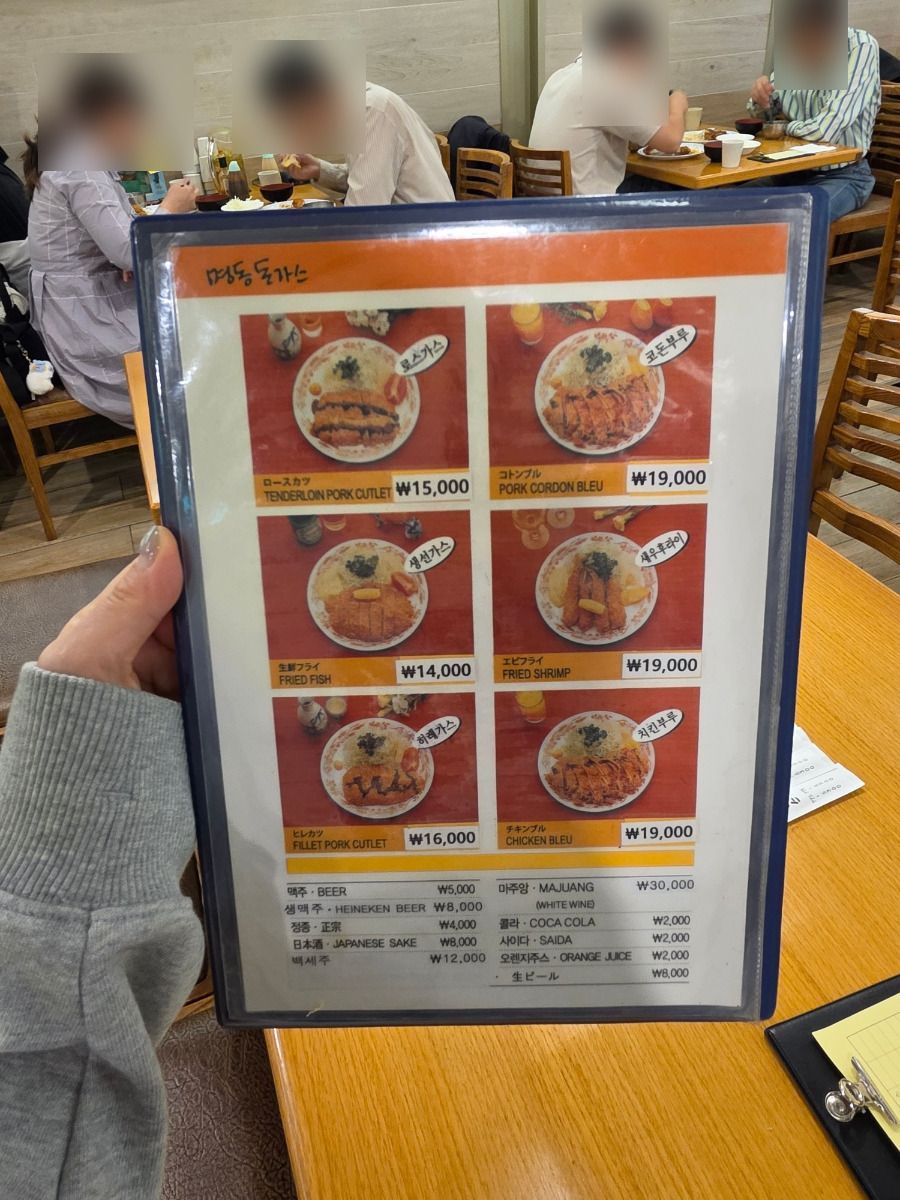 명동돈가스
로스가스
ロースカツ
TENDERLOIN PORK CUTLET ₩15,000
코돈부루
コトンブル
PORK CORDON BLEU ₩19,000
생선가스
生鮮フライ
FRIED FISH ₩14,000
새우후라이
エビフライ
FRIED SHRIMP ₩19,000
히레가스
ヒレカツ
FILLET PORK CUTLET ₩16,000
치킨부루
チキンブル
CHICKEN BLEU ₩19,000
맥주 · BEER ₩5,000
생맥주 · HEINEKEN BEER ₩8,000
정종 · 正宗 ₩4,000
日本酒 · JAPANESE SAKE ₩8,000
백세주 ₩12,000
마주앙 · MAJUANG ₩30,000
(WHITE WINE)
콜라 · COCA COLA ₩2,000
사이다 · SAIDA ₩2,000
오렌지주스 · ORANGE JUICE ₩2,000
· 生ビール ₩8,000